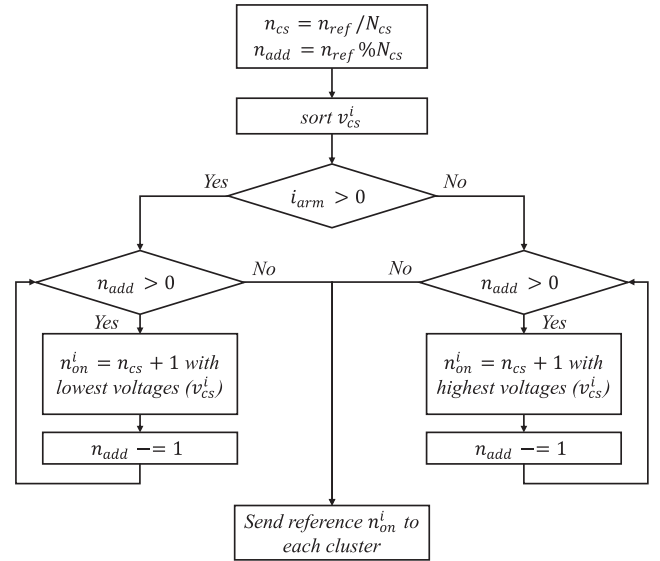 n_cs = n_ref / N_cs
n_add = n_ref % N_cs
sort v_cs^i
Yes
i_arm > 0
No
n_add > 0
No
No
n_add > 0
Yes
Yes
n_on^i = n_cs + 1 with
lowest voltages (v_cs^i)
n_on^i = n_cs + 1 with
highest voltages (v_cs^i)
n_add −= 1
n_add −= 1
Send reference n_on^i to
each cluster